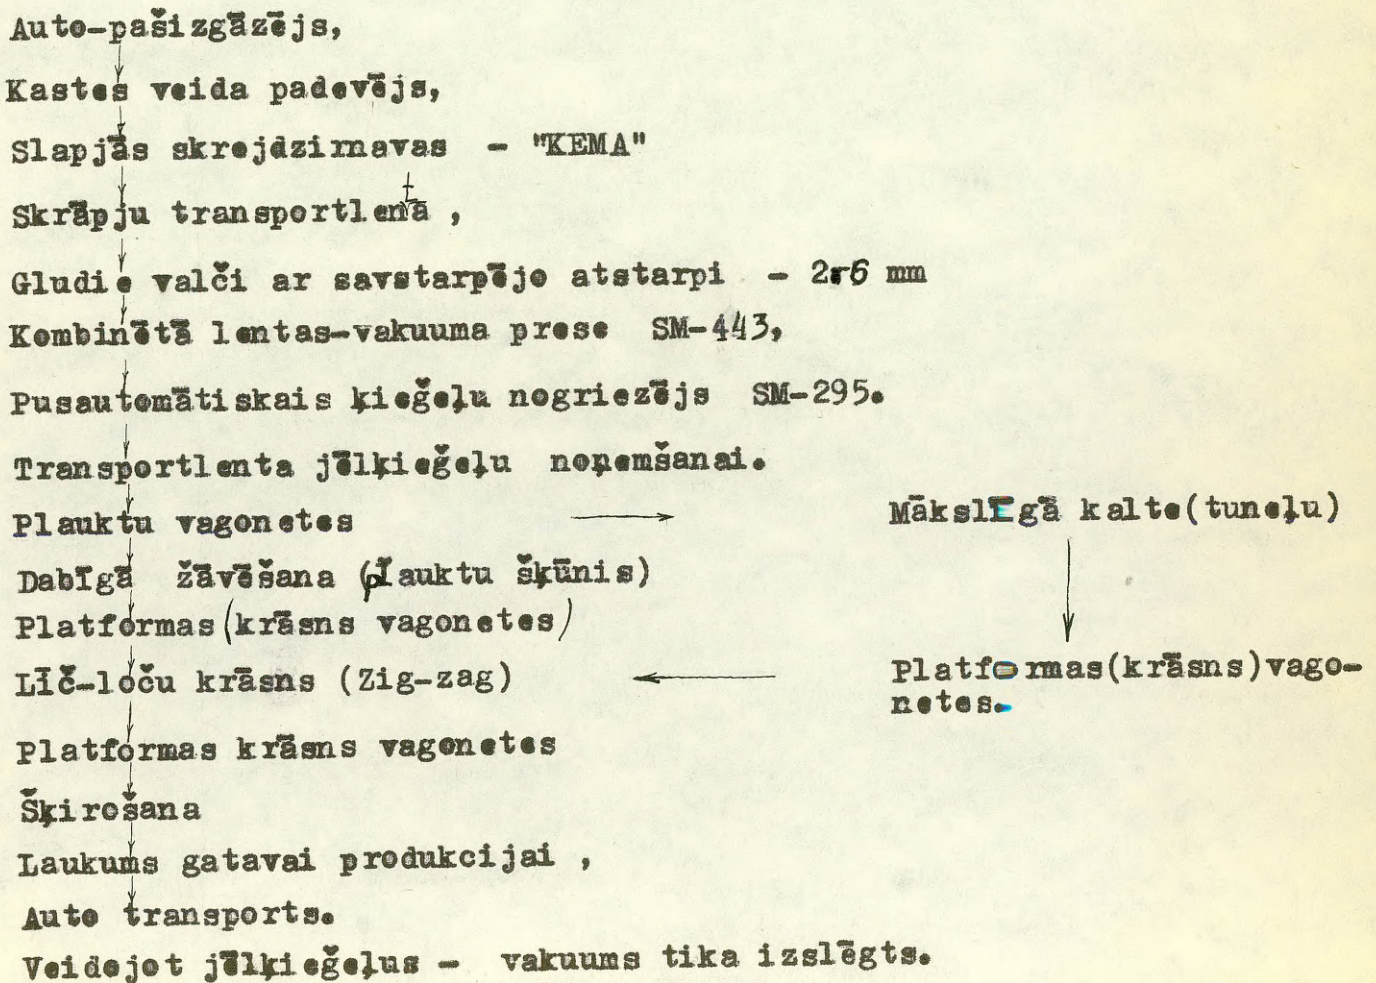 Auto-pašizgāzējs,
Kastes veida padevējs,
Slapjās skrejdzirnavas - "KEMA"
Skrāpju transportlentā ,
Gludie valči ar savstarpējo atstarpi - 2÷6 mm
Kombinētā lentas-vakuuma prese SM-443,
Pusautomātiskais ķieģeļu nogriezējs SM-295.
Transportlenta jēlķieģeļu noņemšanai.
Plauktu vagonetes
Mākslīgā kalte(tuneļu)
Dabīgā žāvēšana (plauktu šķūnis)
Platformas(krāsns vagonetes)
Līč-loču krāsns (Zig-zag)
Platformas(krāsns)vago-
netes.
Platformas krāsns vagonetes
Šķirošana
Laukums gatavai produkcijai ,
Auto transports.
Veidojot jēlķieģeļus - vakuums tika izslēgts.